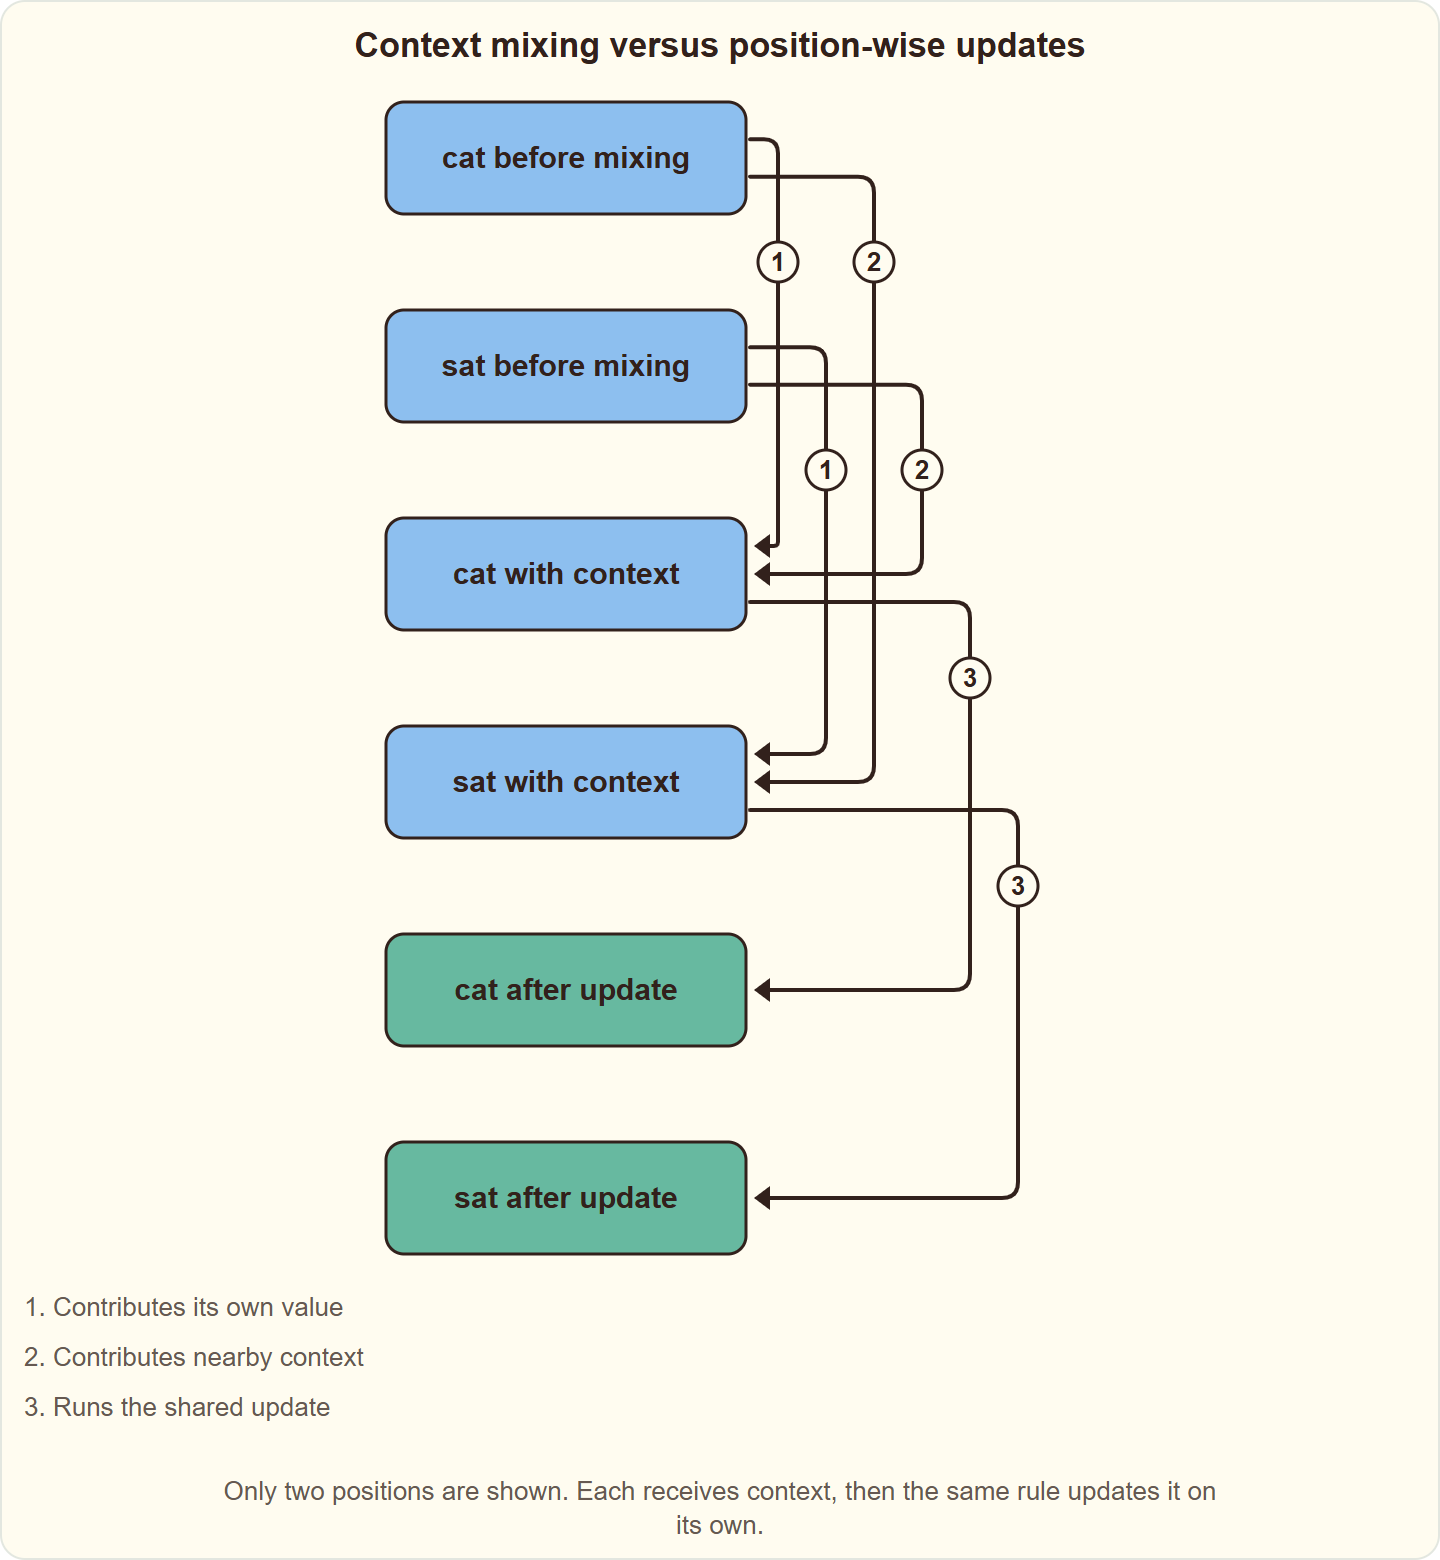 Context mixing versus position-wise updates
cat before mixing
1
2
sat before mixing
1
2
cat with context
3
sat with context
3
cat after update
sat after update
1. Contributes its own value
2. Contributes nearby context
3. Runs the shared update
Only two positions are shown. Each receives context, then the same rule updates it on
its own.